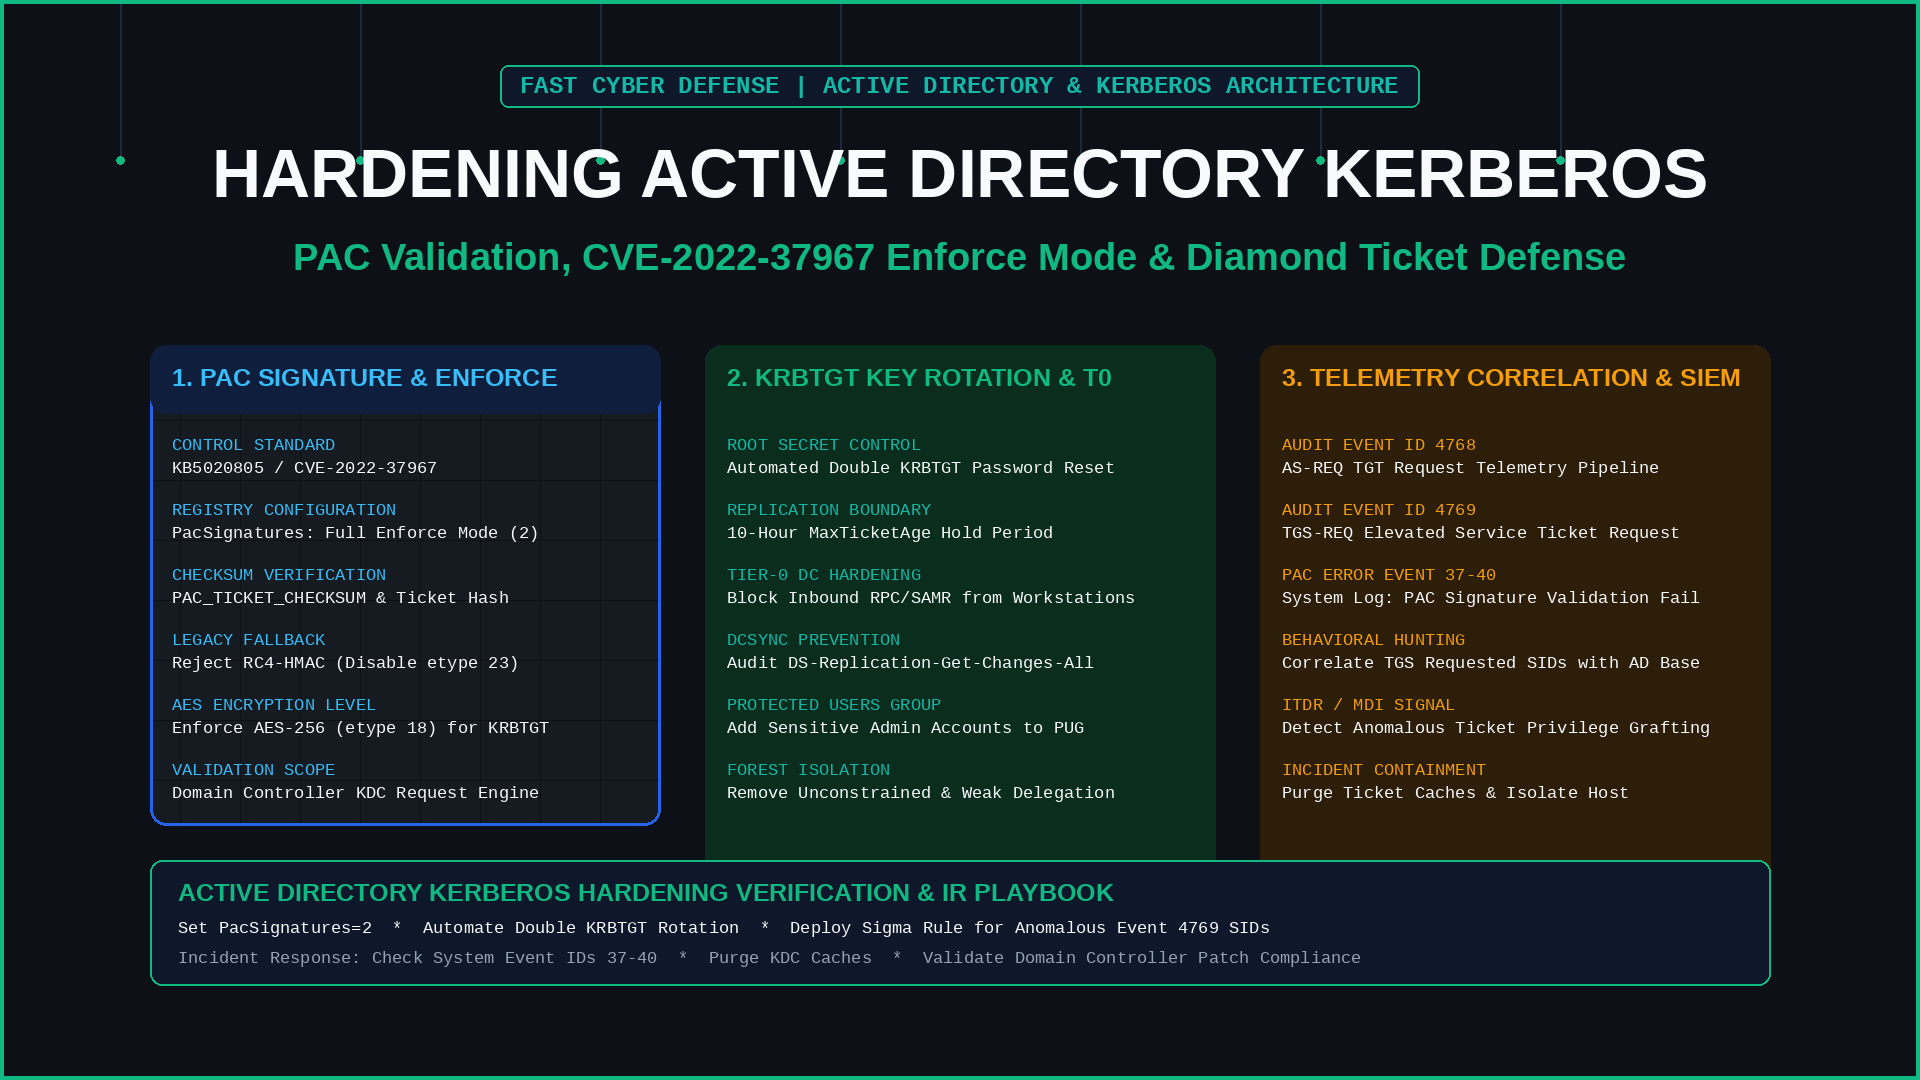 FAST CYBER DEFENSE | ACTIVE DIRECTORY & KERBEROS ARCHITECTURE
HARDENING ACTIVE DIRECTORY KERBEROS
PAC Validation, CVE-2022-37967 Enforce Mode & Diamond Ticket Defense
1. PAC SIGNATURE & ENFORCE
CONTROL STANDARD
KB5020805 / CVE-2022-37967
REGISTRY CONFIGURATION
PacSignatures: Full Enforce Mode (2)
CHECKSUM VERIFICATION
PAC_TICKET_CHECKSUM & Ticket Hash
LEGACY FALLBACK
Reject RC4-HMAC (Disable etype 23)
AES ENCRYPTION LEVEL
Enforce AES-256 (etype 18) for KRBTGT
VALIDATION SCOPE
Domain Controller KDC Request Engine
2. KRBTGT KEY ROTATION & T0
ROOT SECRET CONTROL
Automated Double KRBTGT Password Reset
REPLICATION BOUNDARY
10-Hour MaxTicketAge Hold Period
TIER-0 DC HARDENING
Block Inbound RPC/SAMR from Workstations
DCSYNC PREVENTION
Audit DS-Replication-Get-Changes-All
PROTECTED USERS GROUP
Add Sensitive Admin Accounts to PUG
FOREST ISOLATION
Remove Unconstrained & Weak Delegation
3. TELEMETRY CORRELATION & SIEM
AUDIT EVENT ID 4768
AS-REQ TGT Request Telemetry Pipeline
AUDIT EVENT ID 4769
TGS-REQ Elevated Service Ticket Request
PAC ERROR EVENT 37-40
System Log: PAC Signature Validation Fail
BEHAVIORAL HUNTING
Correlate TGS Requested SIDs with AD Base
ITDR / MDI SIGNAL
Detect Anomalous Ticket Privilege Grafting
INCIDENT CONTAINMENT
Purge Ticket Caches & Isolate Host
ACTIVE DIRECTORY KERBEROS HARDENING VERIFICATION & IR PLAYBOOK
Set PacSignatures=2 * Automate Double KRBTGT Rotation * Deploy Sigma Rule for Anomalous Event 4769 SIDs
Incident Response: Check System Event IDs 37-40 * Purge KDC Caches * Validate Domain Controller Patch Compliance